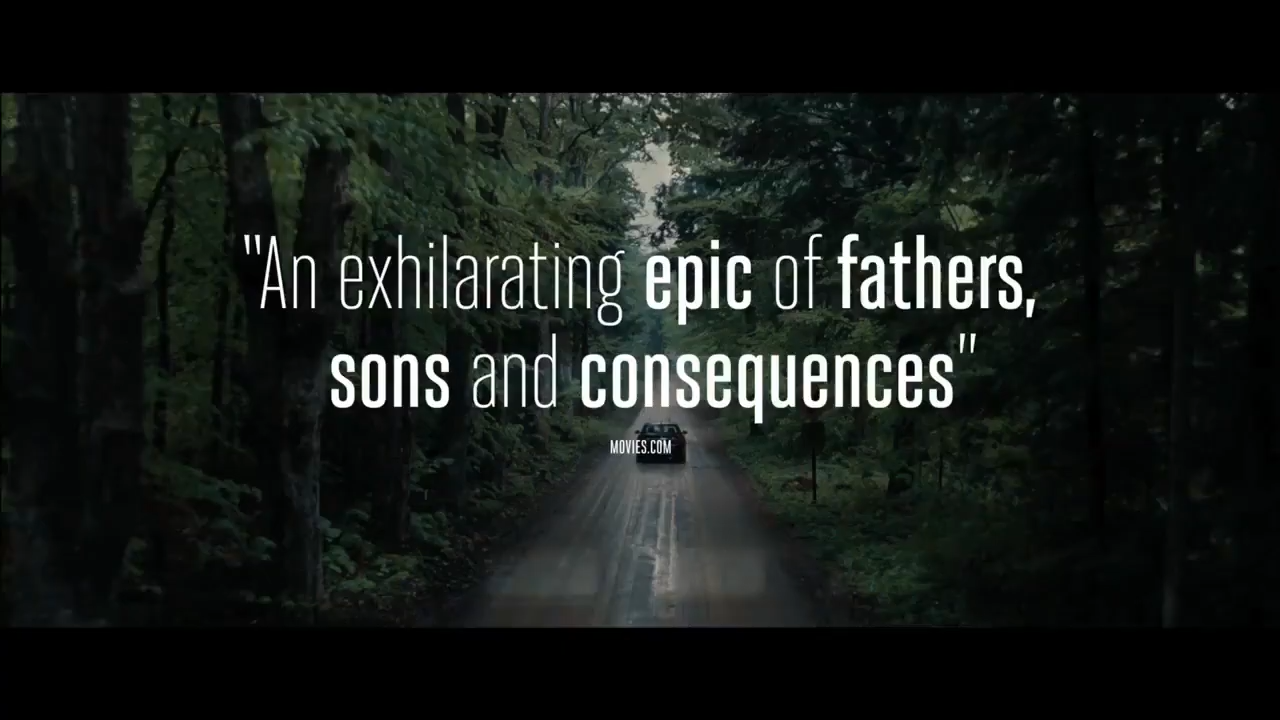 "An exhilarating epic of fathers,
sons and consequences"
MOVIES.COM